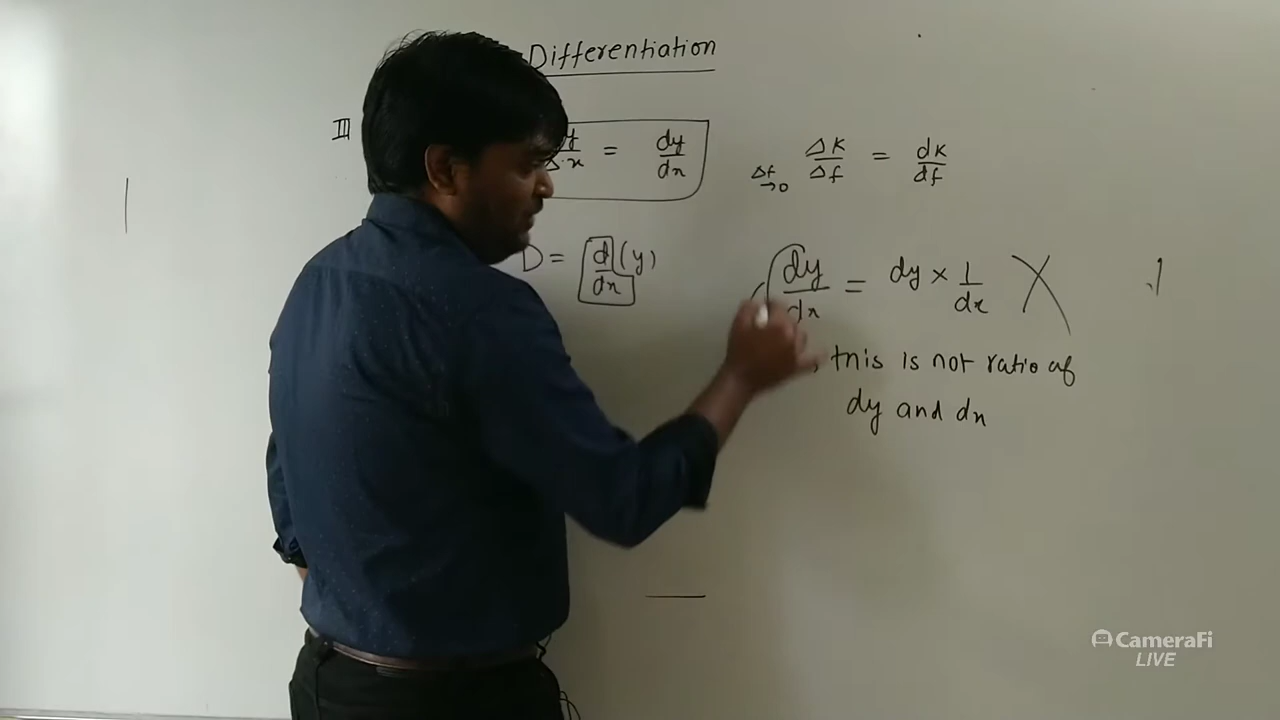 Differentiation
III
y/Δx = dy/dx
Δf→0 Δk/Δf = dk/df
D = d/dx (y)
dy/dx = dy × 1/dx X
this is not ratio of
dy and dx
CameraFi
LIVE